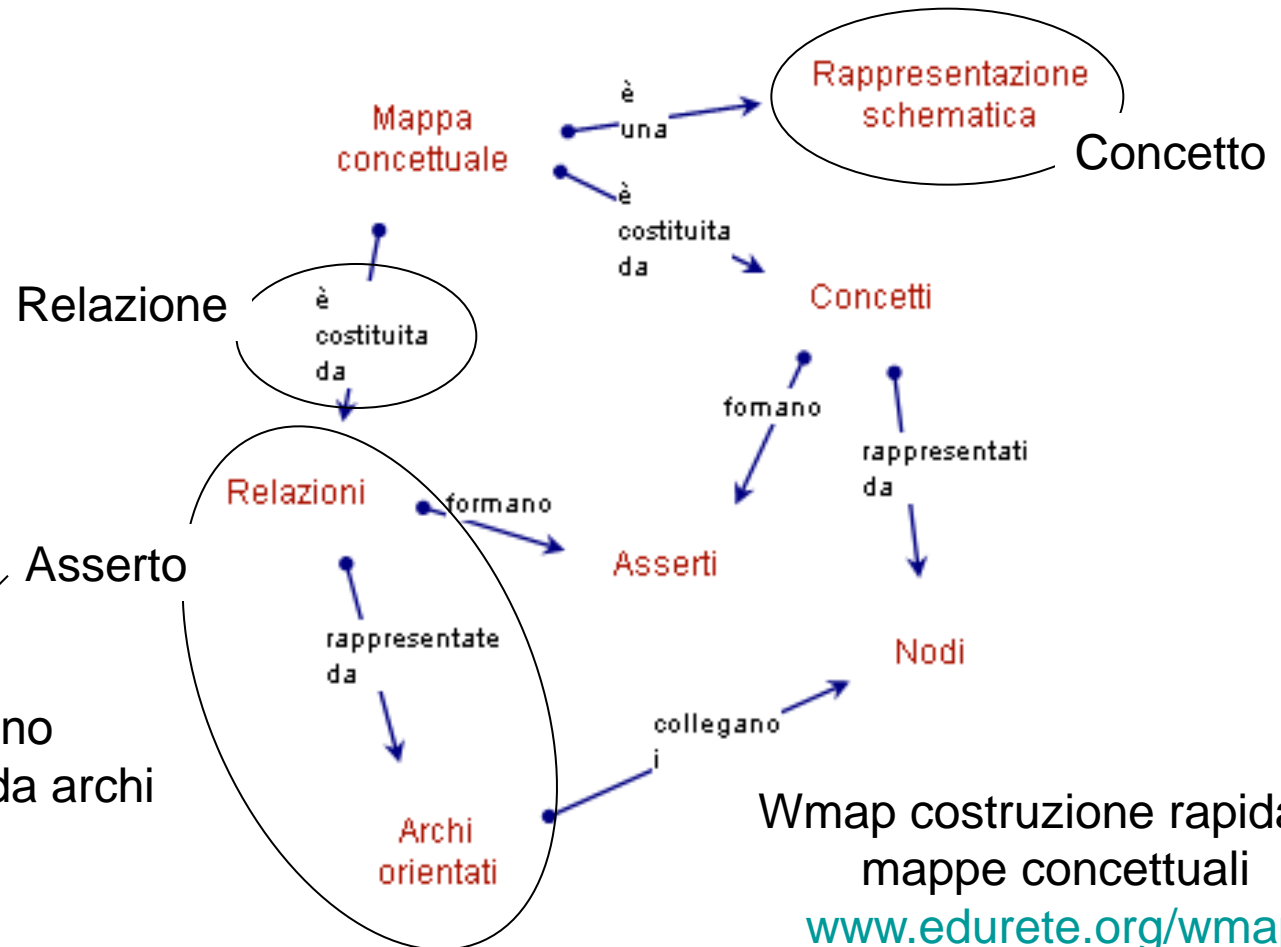 Rappresentazione
schematica
è
una
Mappa
concettuale
Concetto
è
costituita
da
Relazione
è
costituita
da
Concetti
formano
rappresentati
da
Relazioni
formano
Asserto
Asserti
rappresentate
da
Nodi
no
da archi
collegano
i
Archi
orientati
Wmap costruzione rapida
mappe concettuali
www.edurete.org/wma